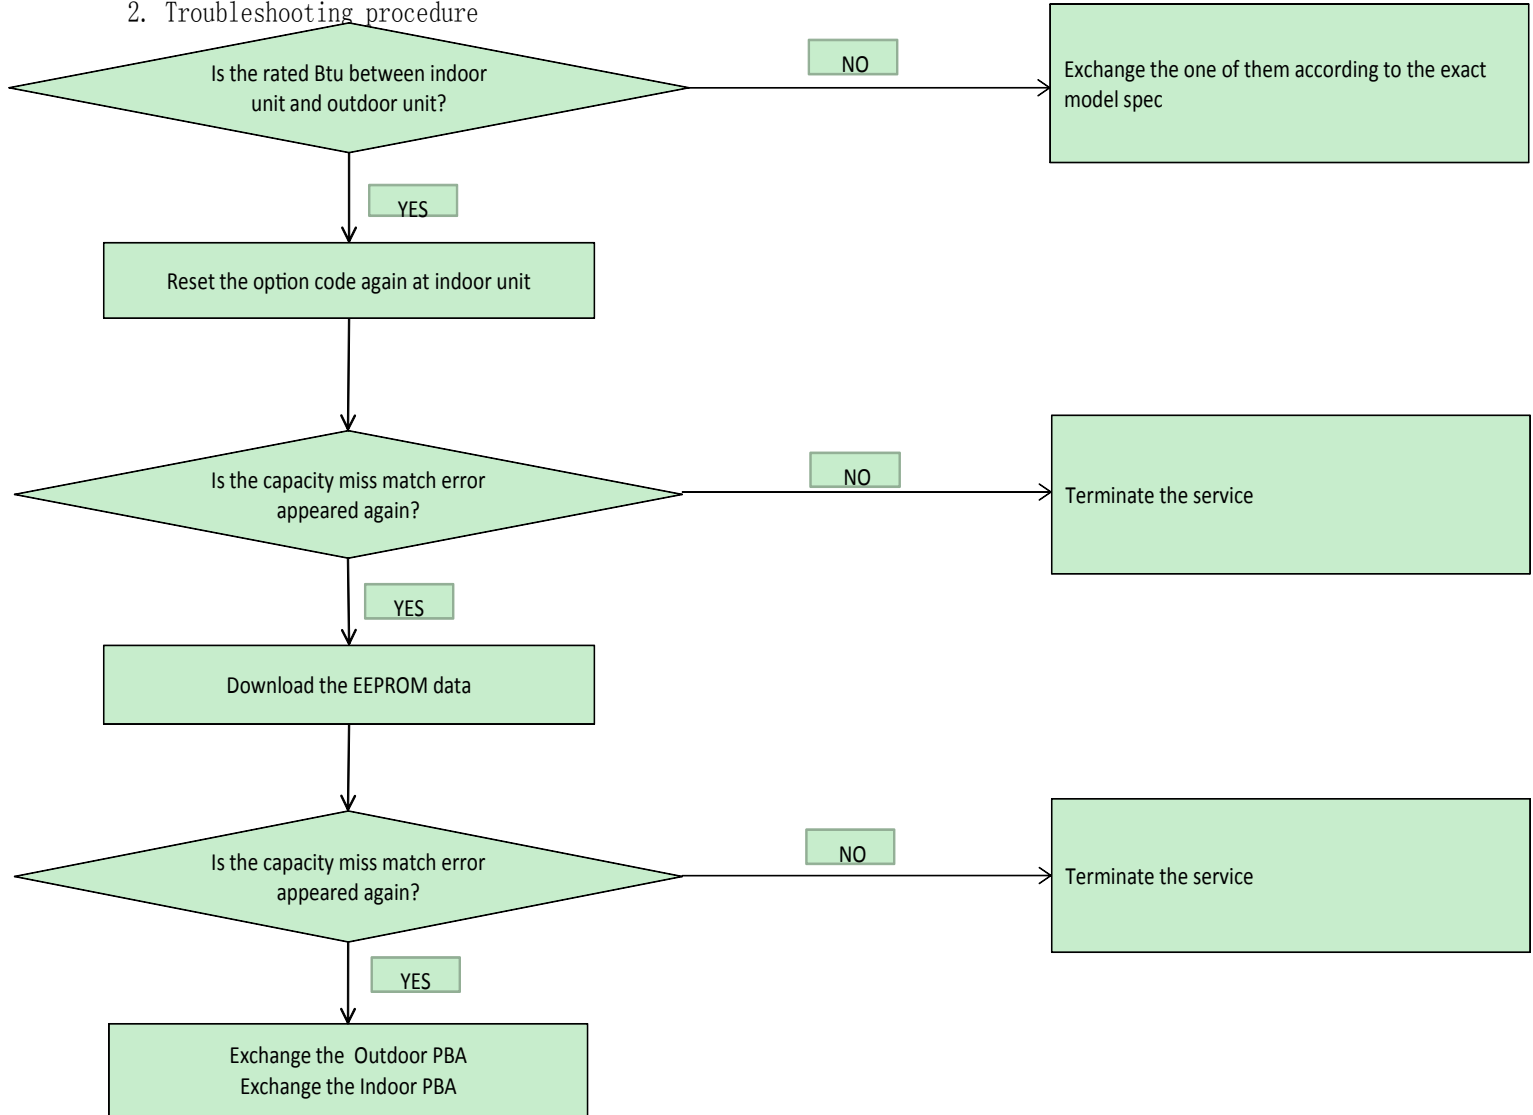 2. Troubleshooting procedure
Is the rated Btu between indoor
unit and outdoor unit?
NO
Exchange the one of them according to the exact
model spec
YES
Reset the option code again at indoor unit
Is the capacity miss match error
appeared again?
NO
Terminate the service
YES
Download the EEPROM data
Is the capacity miss match error
appeared again?
NO
Terminate the service
YES
Exchange the  Outdoor PBA
Exchange the Indoor PBA